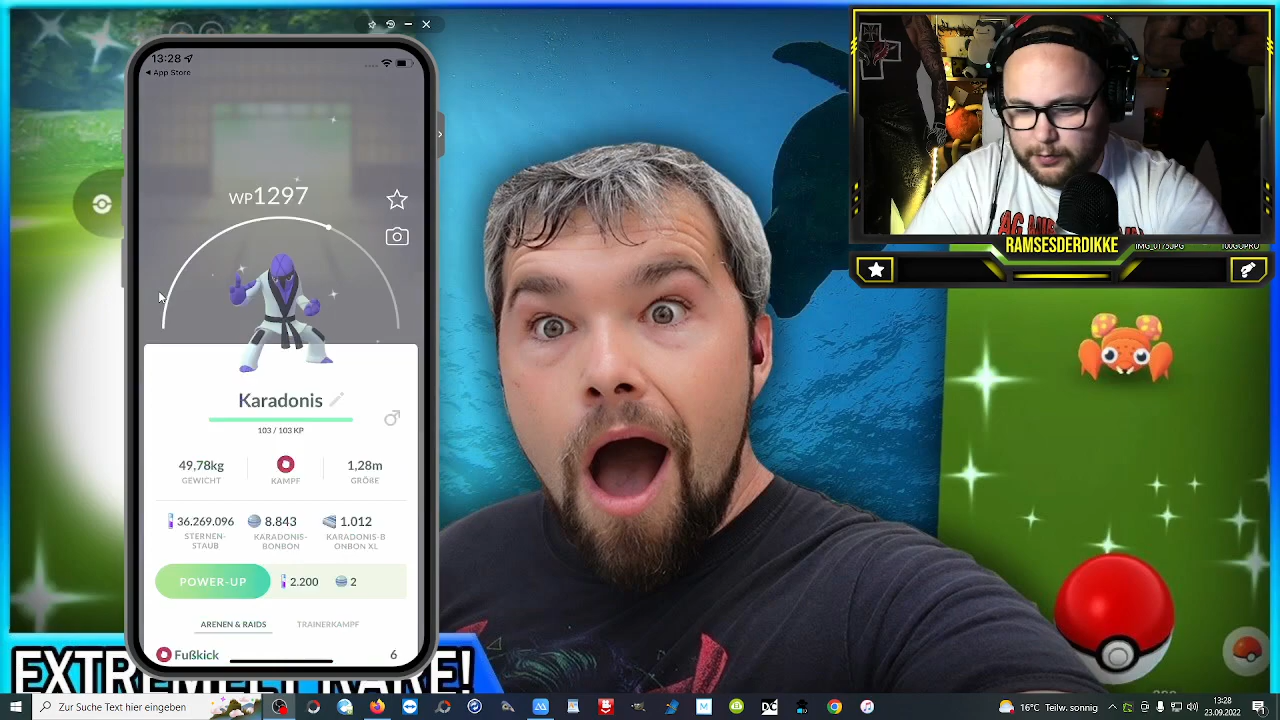 13:28
App Store
WP1297
Karadonis
103 / 103 KP
49,78kg
GEWICHT
KAMPF
1,28m
GRÖßE
36.269.096
STERNEN-
STAUB
8.843
KARADONIS-
BONBON
1.012
KARADONIS-B
ONBON XL
POWER-UP
2.200
2
ARENEN & RAIDS
TRAINERKAMPF
Fußkick
6
RAMSESDERDIKKE
100GOPRO
Zur Suche Text hier eingeben
16°C Teilw. sonnig
13:28
23.09.2022